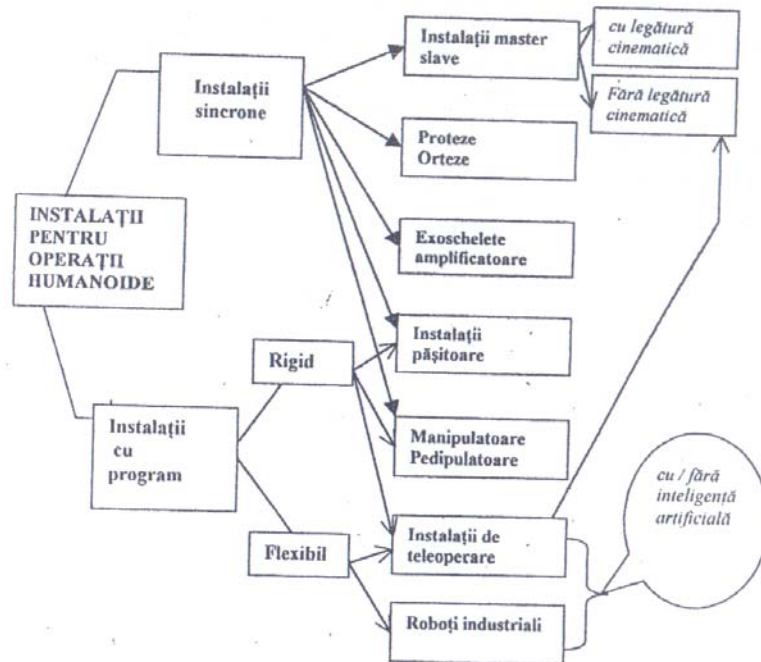 Instalații
sincrone
Instalații master
slave
cu legătură
cinematică
Fără legătură
cinematică
Proteze
Orteze
Exoschelete
amplificatoare
INSTALAȚII
PENTRU
OPERAȚII
HUMANOIDE
Rigid
Instalații
pășitoare
Instalații
cu
program
Manipulatoare
Pedipulatoare
cu / fără
inteligență
artificială
Flexibil
Instalații de
teleoperare
Roboți industriali